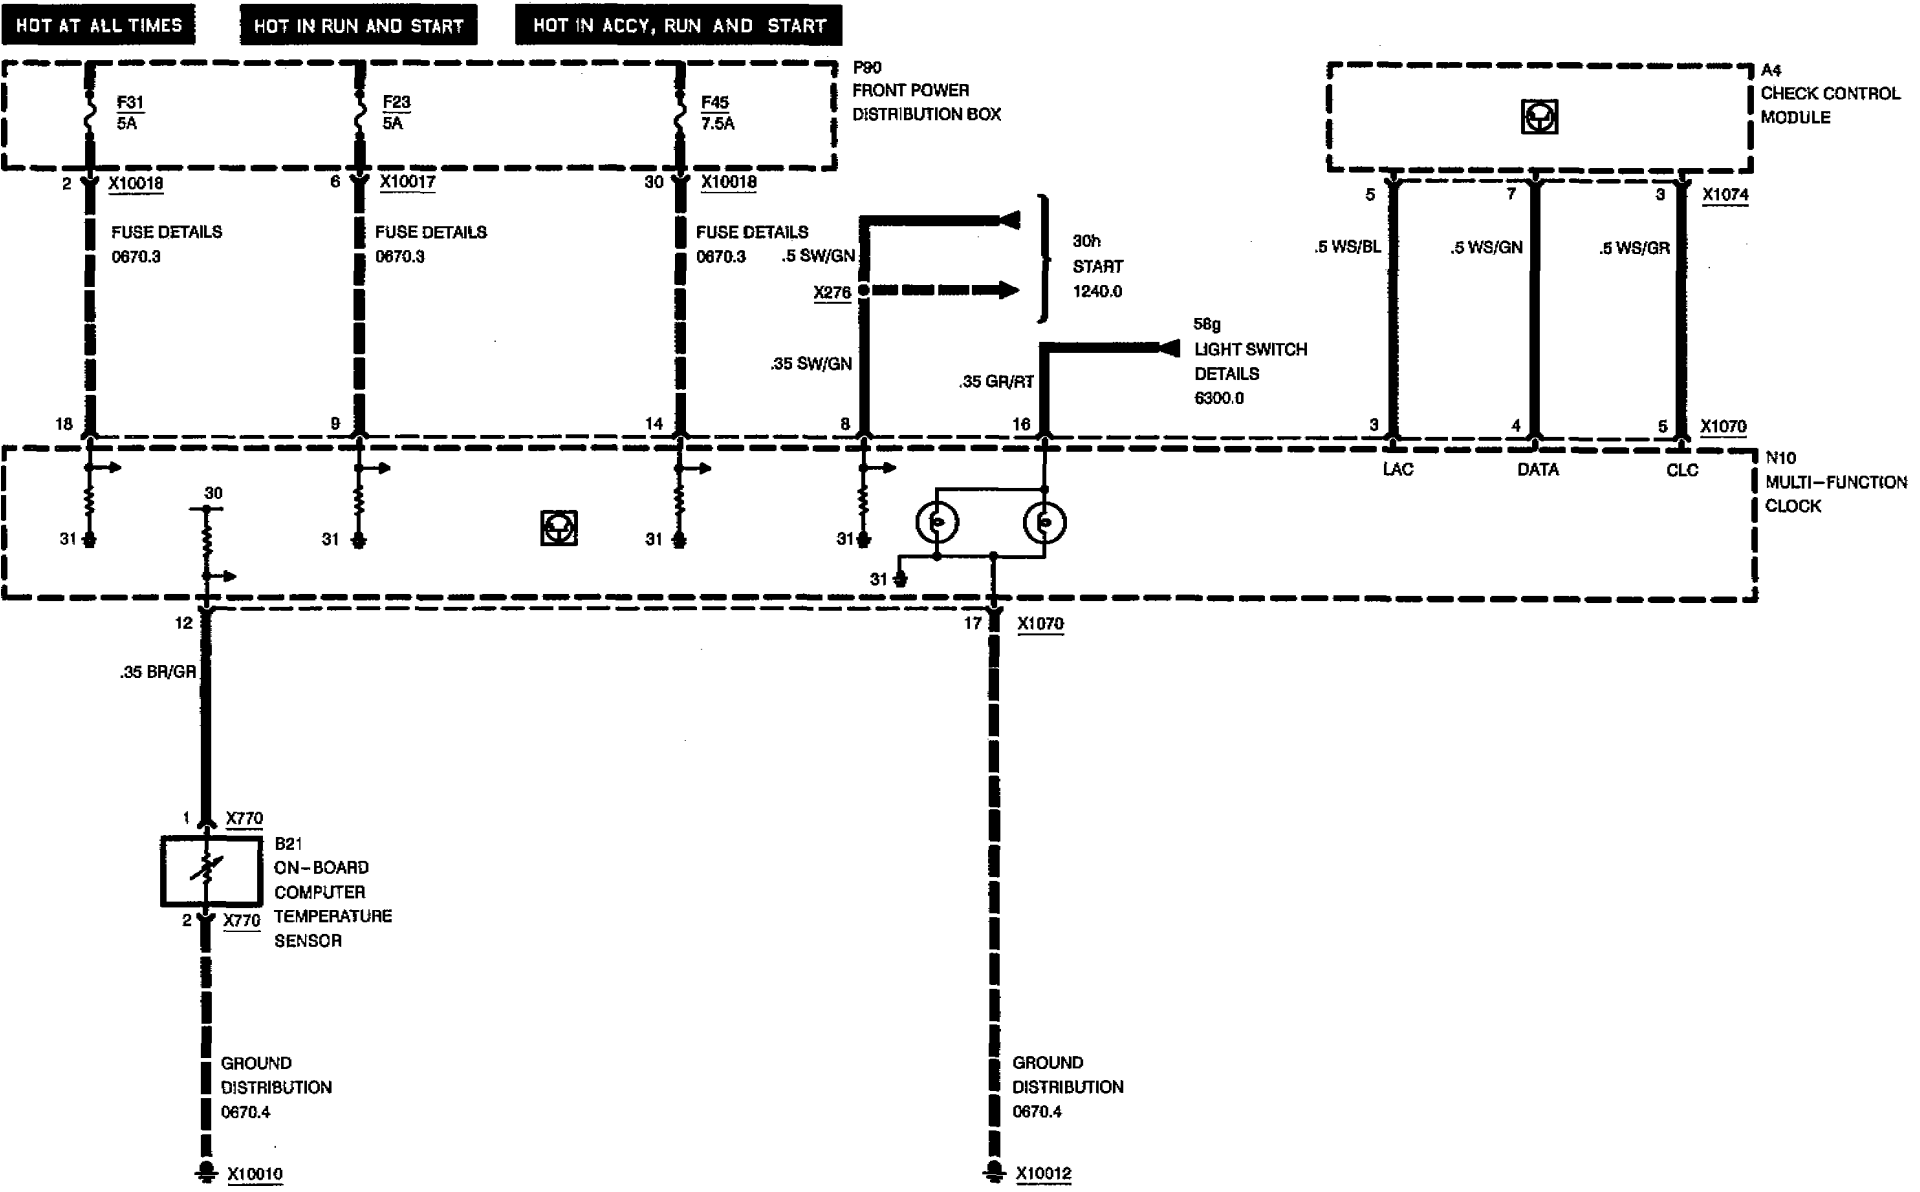 HOT AT ALL TIMES
HOT IN RUN AND START
HOT IN ACCY, RUN AND START
F31
5A
F23
5A
F45
7.5A
P90
FRONT POWER
DISTRIBUTION BOX
A4
CHECK CONTROL
MODULE
2
X10018
6
X10017
30
X10018
5
7
3
X1074
FUSE DETAILS
0670.3
FUSE DETAILS
0670.3
FUSE DETAILS
0670.3
.5 SW/GN
X276
30h
START
1240.0
.5 WS/BL
.5 WS/GN
.5 WS/GR
.35 SW/GN
58g
LIGHT SWITCH
DETAILS
6300.0
.35 GR/RT
18
9
14
8
16
3
4
5
X1070
LAC
DATA
CLC
N10
MULTI-FUNCTION
CLOCK
30
31
31
31
31
31
12
17
X1070
.35 BR/GR
1
X770
B21
ON-BOARD
COMPUTER
TEMPERATURE
SENSOR
2
X770
GROUND
DISTRIBUTION
0670.4
GROUND
DISTRIBUTION
0670.4
X10010
X10012